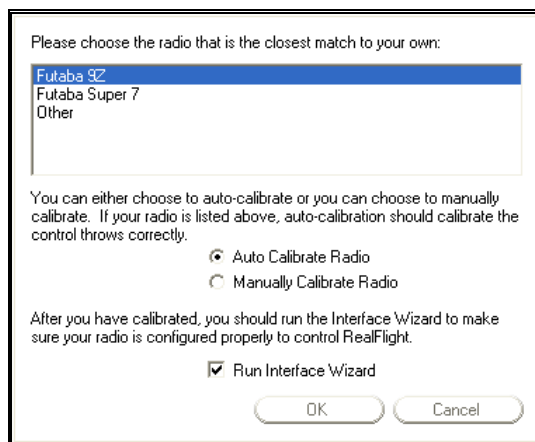 Please choose the radio that is the closest match to your own:
Futaba 9Z
Futaba Super 7
Other
You can either choose to auto-calibrate or you can choose to manually
calibrate. If your radio is listed above, auto-calibration should calibrate the
control throws correctly.
Auto Calibrate Radio
Manually Calibrate Radio
After you have calibrated, you should run the Interface Wizard to make
sure your radio is configured properly to control RealFlight.
Run Interface Wizard
OK Cancel